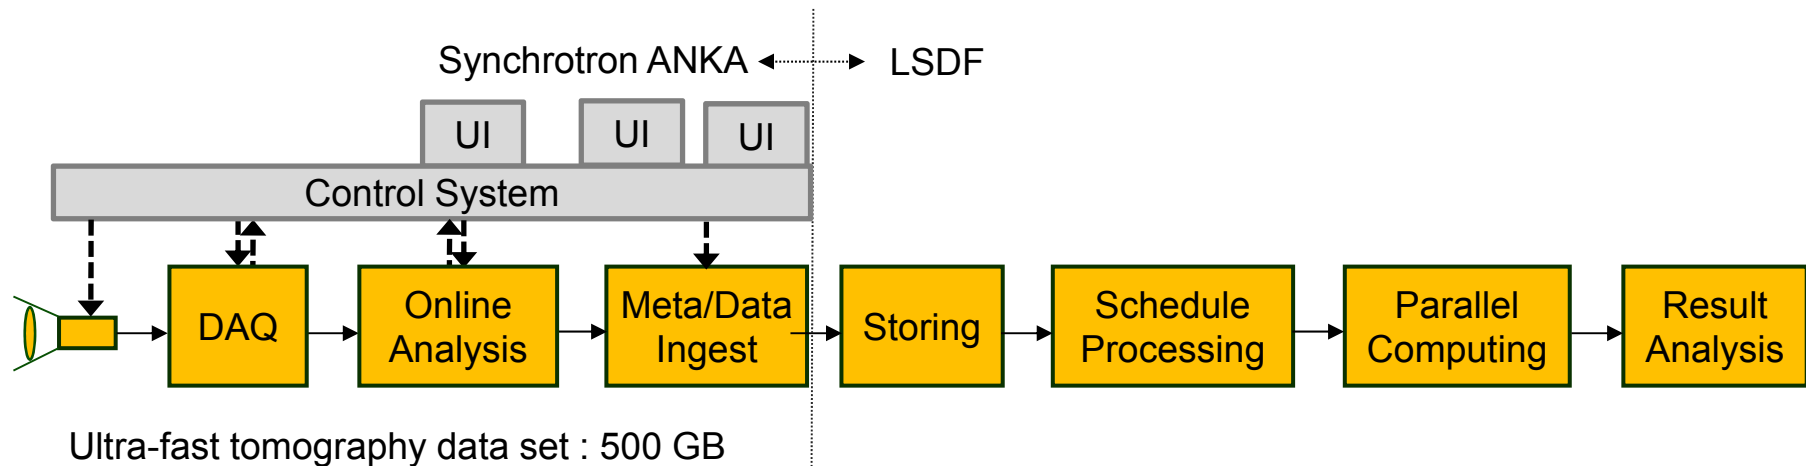 Synchrotron ANKA
LSDF
UI
UI
UI
Control System
DAQ
Online
Analysis
Meta/Data
Ingest
Storing
Schedule
Processing
Parallel
Computing
Result
Analysis
Ultra-fast tomography data set : 500 GB